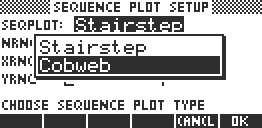 SEQUENCE PLOT SETUP
SEQPLOT: Stairstep
Stairstep
Cobweb
CHOOSE SEQUENCE PLOT TYPE
CANCL OK